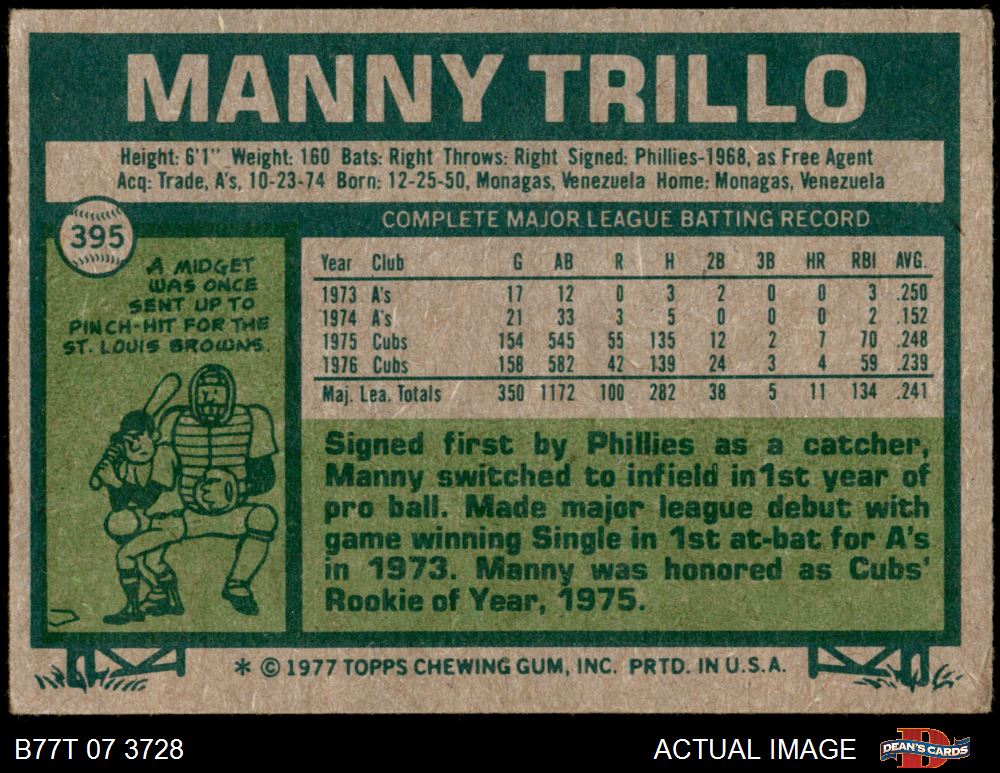 MANNY TRILLO
Height: 6'1" Weight: 160 Bats: Right Throws: Right Signed: Phillies-1968, as Free Agent
Acq: Trade, A's, 10-23-74 Born: 12-25-50, Monagas, Venezuela Home: Monagas, Venezuela
395
A MIDGET
WAS ONCE
SENT UP TO
PINCH-HIT FOR THE
ST. LOUIS BROWNS.
COMPLETE MAJOR LEAGUE BATTING RECORD
Year Club G AB R H 2B 3B HR RBI AVG.
1973 A's 17 12 0 3 2 0 0 3 .250
1974 A's 21 33 3 5 0 0 0 2 .152
1975 Cubs 154 545 55 135 12 2 7 70 .248
1976 Cubs 158 582 42 139 24 3 4 59 .239
Maj. Lea. Totals 350 1172 100 282 38 5 11 134 .241
Signed first by Phillies as a catcher,
Manny switched to infield in 1st year of
pro ball. Made major league debut with
game winning Single in 1st at-bat for A's
in 1973. Manny was honored as Cubs'
Rookie of Year, 1975.
* © 1977 TOPPS CHEWING GUM, INC. PRTD. IN U.S.A.
B77T 07 3728
ACTUAL IMAGE
DEAN'S CARDS